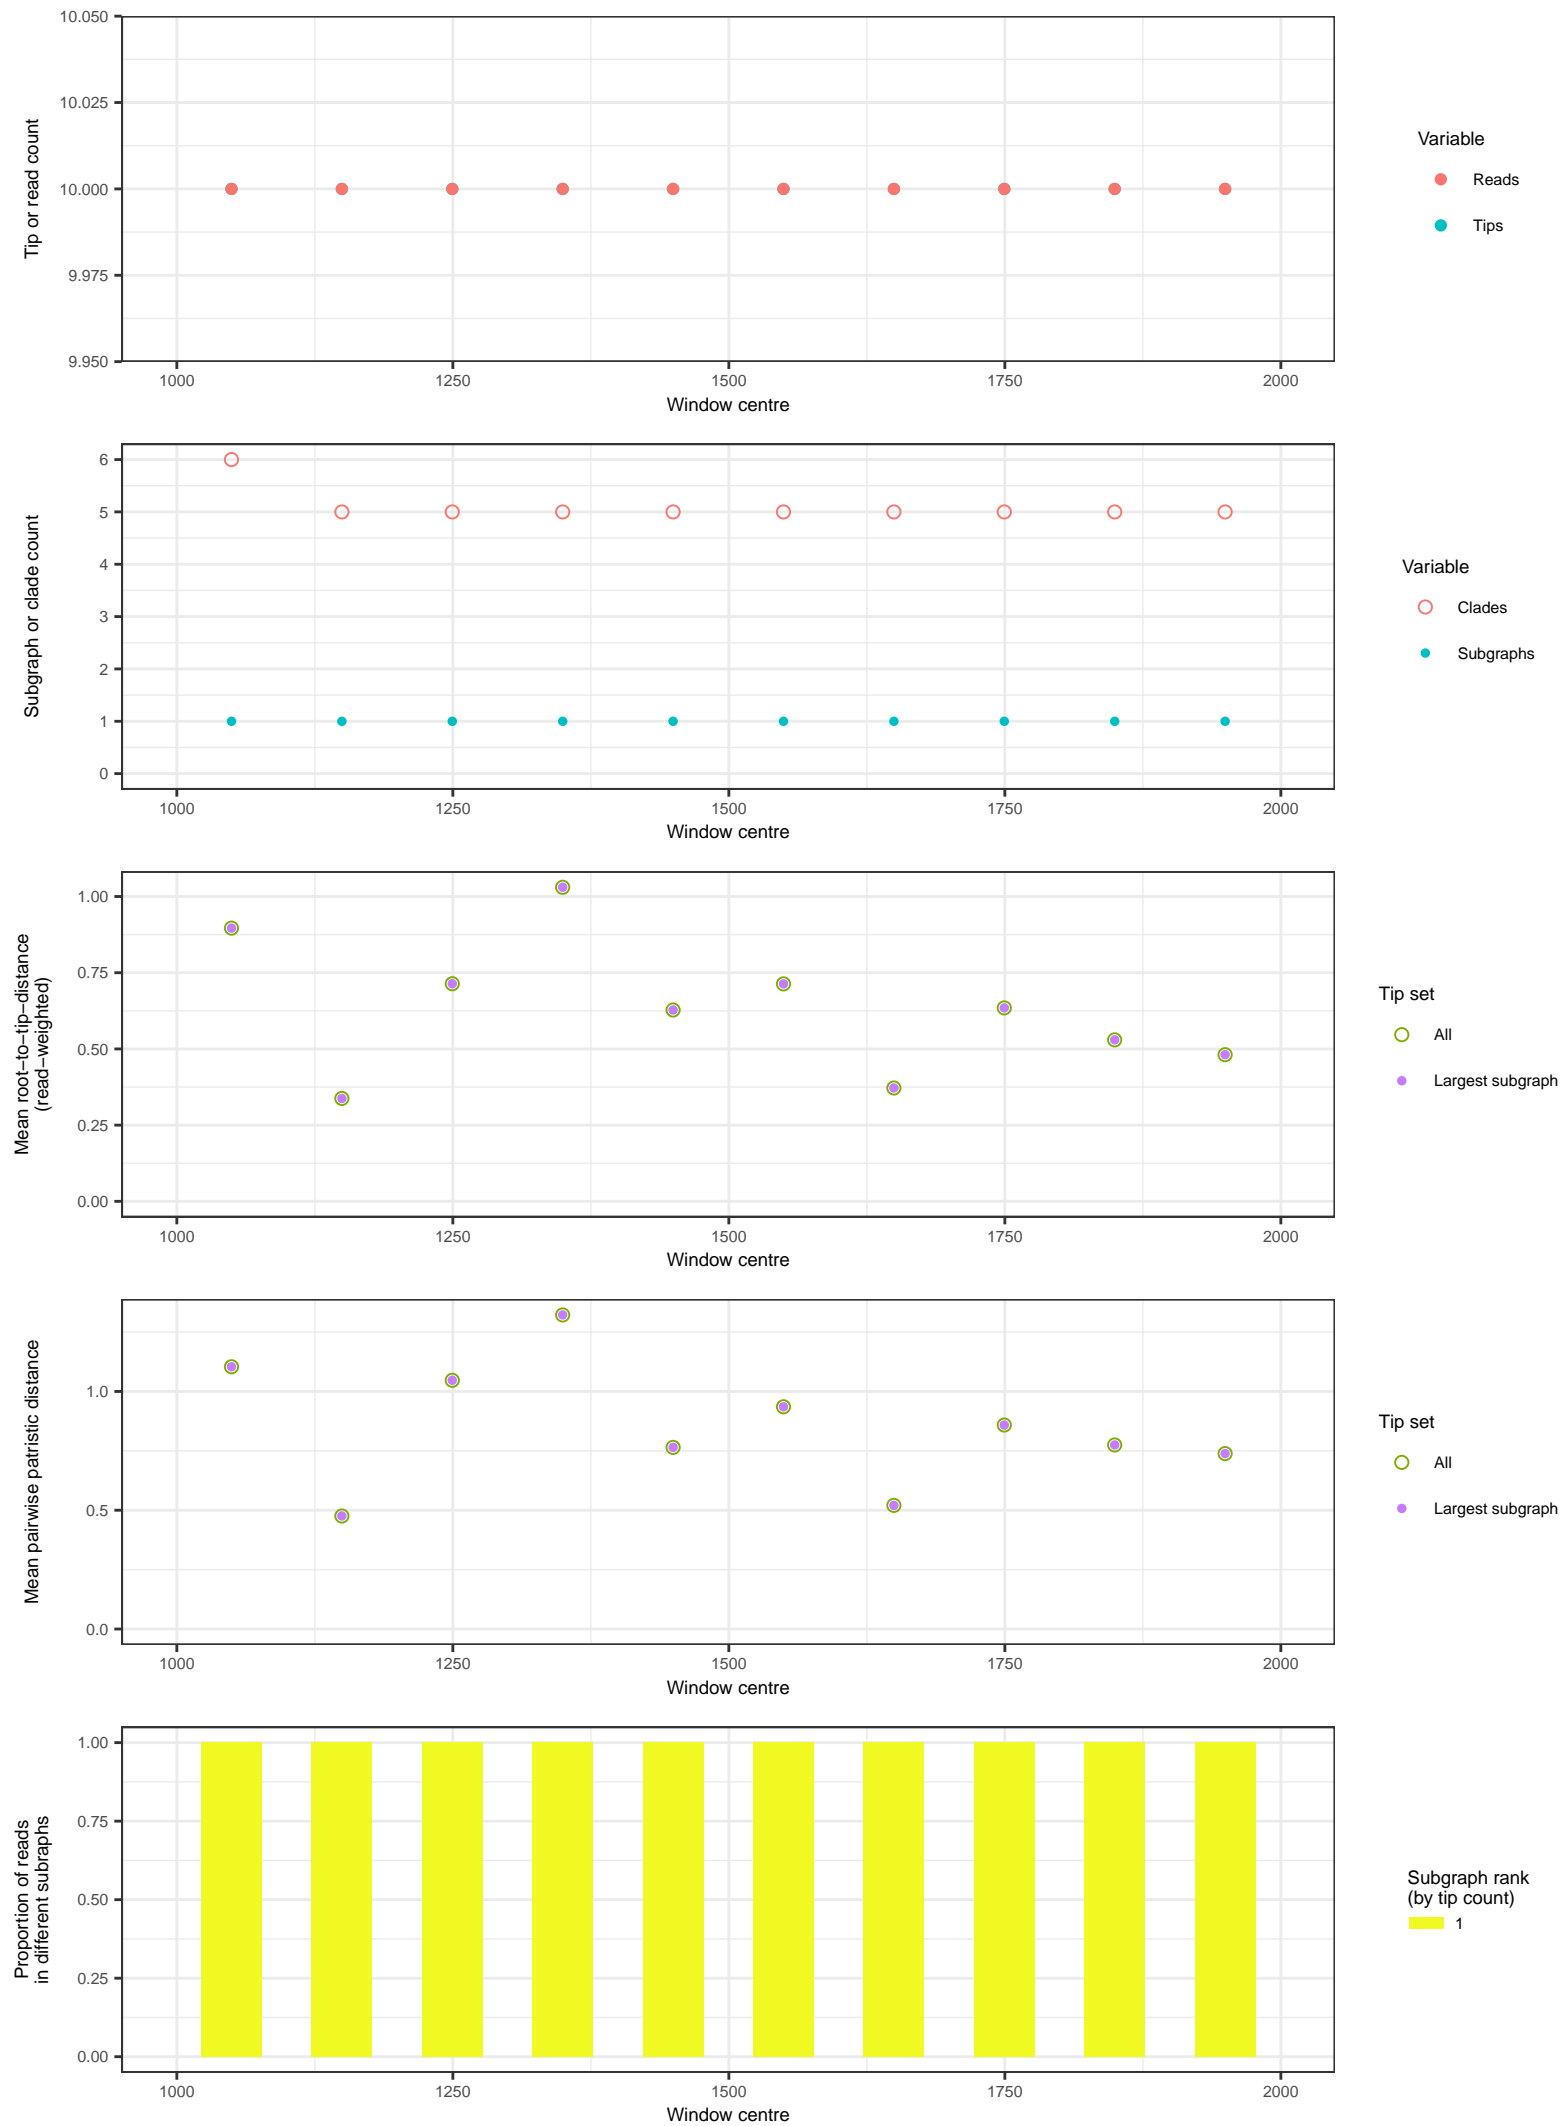 10.050
10.025
10.000
9.975
9.950
Tip or read count
1000 1250 1500 1750 2000
Window centre
Variable
Reads
Tips
6
5
4
3
2
1
0
Subgraph or clade count
1000 1250 1500 1750 2000
Window centre
Variable
Clades
Subgraphs
1.00
0.75
0.50
0.25
0.00
Mean root−to−tip−distance
(read−weighted)
1000 1250 1500 1750 2000
Window centre
Tip set
All
Largest subgraph
1.0
0.5
0.0
Mean pairwise patristic distance
1000 1250 1500 1750 2000
Window centre
Tip set
All
Largest subgraph
1.00
0.75
0.50
0.25
0.00
Proportion of reads
in different subraphs
1000 1250 1500 1750 2000
Window centre
Subgraph rank
(by tip count)
1